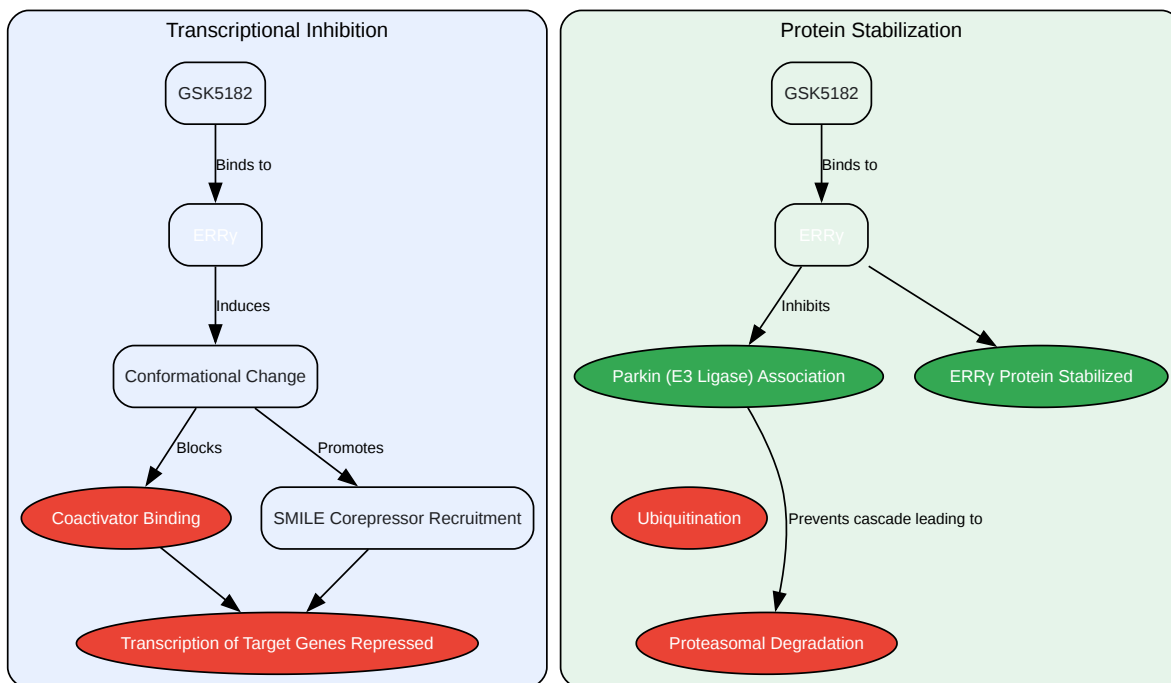 Transcriptional Inhibition
GSK5182
Binds to
ERRγ
Induces
Conformational Change
Blocks
Promotes
Coactivator Binding
SMILE Corepressor Recruitment
Transcription of Target Genes Repressed
Protein Stabilization
GSK5182
Binds to
ERRγ
Inhibits
Parkin (E3 Ligase) Association
ERRγ Protein Stabilized
Ubiquitination
Prevents cascade leading to
Proteasomal Degradation